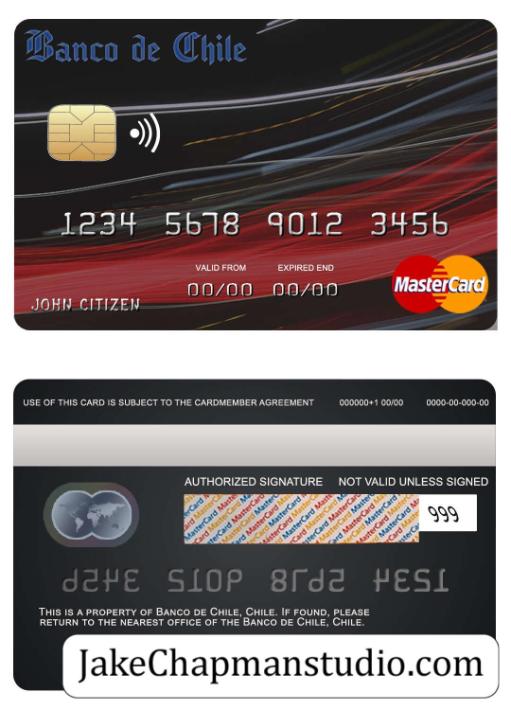 Banco de Chile
1234 5678 9012 3456
VALID FROM EXPIRED END
00/00 00/00
JOHN CITIZEN
MasterCard
USE OF THIS CARD IS SUBJECT TO THE CARDMEMBER AGREEMENT 000000+1 00/00 0000-00-000-00
AUTHORIZED SIGNATURE NOT VALID UNLESS SIGNED
MasterCard MasterCard MasterCard
999
THIS IS A PROPERTY OF BANCO DE CHILE, CHILE. IF FOUND, PLEASE
RETURN TO THE NEAREST OFFICE OF THE BANCO DE CHILE, CHILE.
JakeChapmanstudio.com